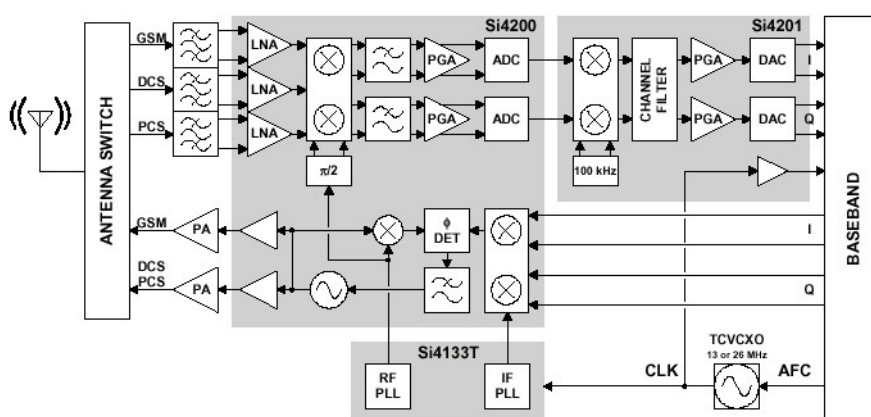 Si4200
Si4201
GSM
DCS
PCS
LNA
LNA
LNA
PGA
PGA
ADC
ADC
π/2
CHANNEL
FILTER
100 kHz
PGA
PGA
DAC
DAC
I
Q
ANTENNA SWITCH
BASEBAND
GSM
DCS
PCS
PA
PA
ϕ
DET
I
Q
Si4133T
RF
PLL
IF
PLL
CLK
TCVCXO
13 or 26 MHz
AFC